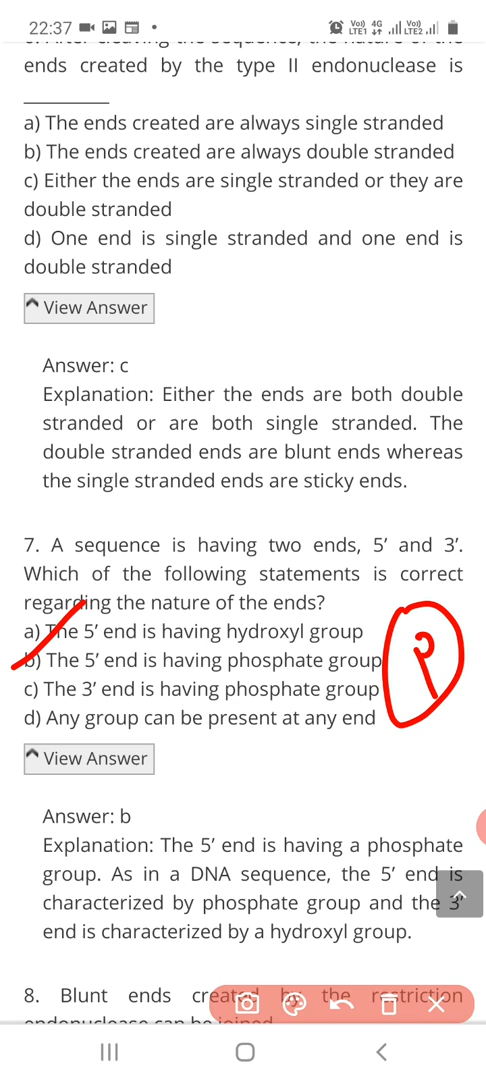 22:37
Vo)) 4G Vo))
LTE1 LTE2
ends created by the type II endonuclease is
a) The ends created are always single stranded
b) The ends created are always double stranded
c) Either the ends are single stranded or they are
double stranded
d) One end is single stranded and one end is
double stranded
View Answer
Answer: c
Explanation: Either the ends are both double
stranded or are both single stranded. The
double stranded ends are blunt ends whereas
the single stranded ends are sticky ends.
7. A sequence is having two ends, 5’ and 3’.
Which of the following statements is correct
regarding the nature of the ends?
a) The 5’ end is having hydroxyl group
b) The 5’ end is having phosphate group
P
c) The 3’ end is having phosphate group
d) Any group can be present at any end
View Answer
Answer: b
Explanation: The 5’ end is having a phosphate
group. As in a DNA sequence, the 5’ end is
characterized by phosphate group and the 3’
end is characterized by a hydroxyl group.
8. Blunt ends created by the restriction